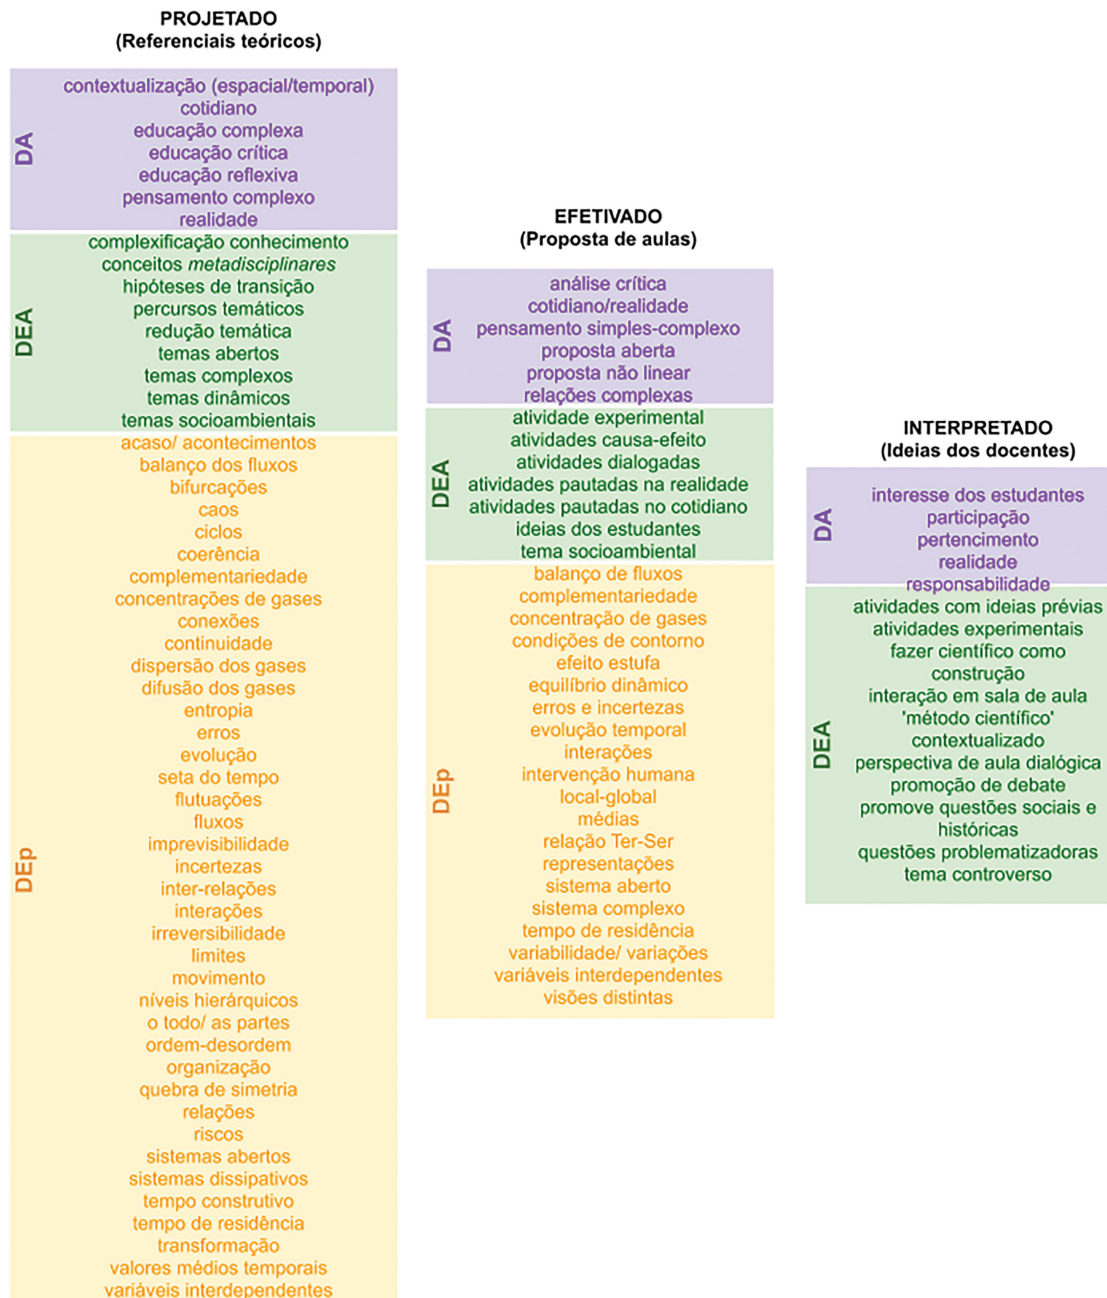 PROJETADO
(Referenciais teóricos)
DA
contextualização (espacial/temporal)
cotidiano
educação complexa
educação crítica
educação reflexiva
pensamento complexo
realidade
DEA
complexificação conhecimento
conceitos metadisciplinares
hipóteses de transição
percursos temáticos
redução temática
temas abertos
temas complexos
temas dinâmicos
temas socioambientais
DEp
acaso/ acontecimentos
balanço dos fluxos
bifurcações
caos
ciclos
coerência
complementariedade
concentrações de gases
conexões
continuidade
dispersão dos gases
difusão dos gases
entropia
erros
evolução
seta do tempo
flutuações
fluxos
imprevisibilidade
incertezas
inter-relações
interações
irreversibilidade
limites
movimento
níveis hierárquicos
o todo/ as partes
ordem-desordem
organização
quebra de simetria
relações
riscos
sistemas abertos
sistemas dissipativos
tempo construtivo
tempo de residência
transformação
valores médios temporais
variáveis interdependentes
EFETIVADO
(Proposta de aulas)
DA
análise crítica
cotidiano/realidade
pensamento simples-complexo
proposta aberta
proposta não linear
relações complexas
DEA
atividade experimental
atividades causa-efeito
atividades dialogadas
atividades pautadas na realidade
atividades pautadas no cotidiano
ideias dos estudantes
tema socioambiental
DEp
balanço de fluxos
complementariedade
concentração de gases
condições de contorno
efeito estufa
equilíbrio dinâmico
erros e incertezas
evolução temporal
interações
intervenção humana
local-global
médias
relação Ter-Ser
representações
sistema aberto
sistema complexo
tempo de residência
variabilidade/ variações
variáveis interdependentes
visões distintas
INTERPRETADO
(Ideias dos docentes)
DA
interesse dos estudantes
participação
pertencimento
realidade
responsabilidade
DEA
atividades com ideias prévias
atividades experimentais
fazer científico como
construção
interação em sala de aula
'método científico'
contextualizado
perspectiva de aula dialógica
promoção de debate
promove questões sociais e
históricas
questões problematizadoras
tema controverso